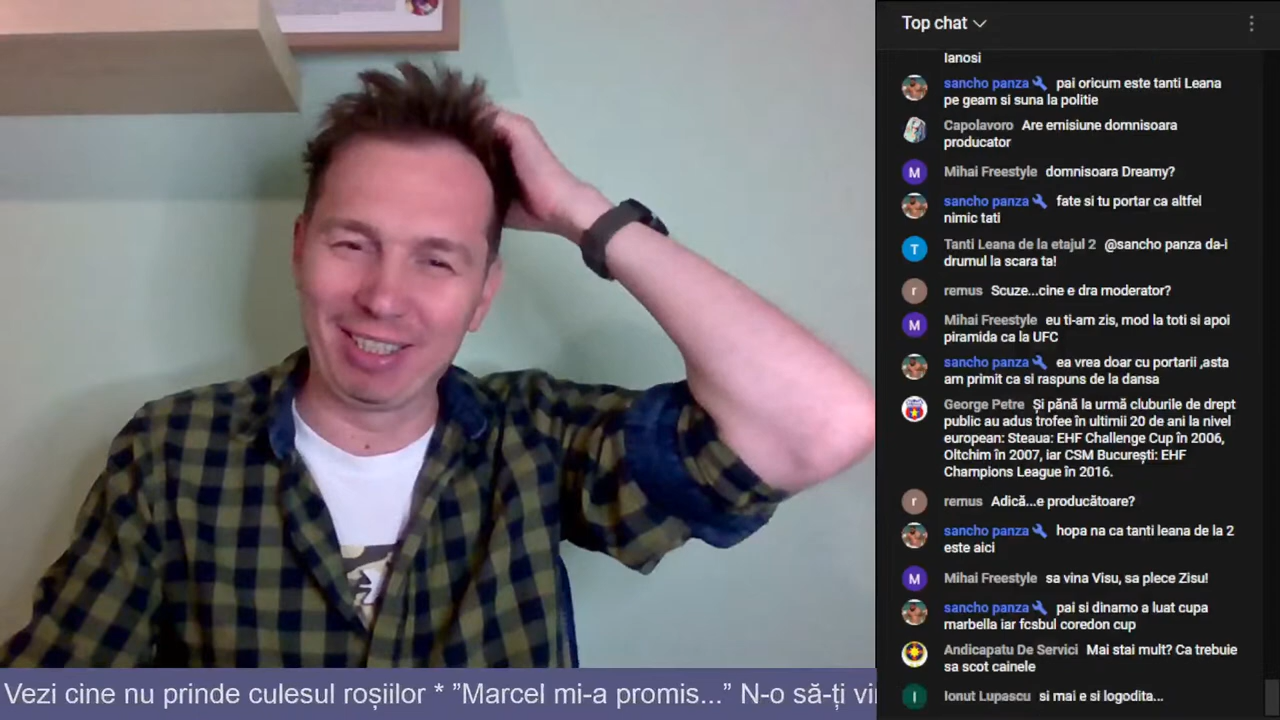 Top chat
Ianosi
sancho panza pai oricum este tanti Leana
pe geam si suna la politie
Capolavoro Are emisiune domnisoara
producator
M Mihai Freestyle domnisoara Dreamy?
sancho panza fate si tu portar ca altfel
nimic tati
T Tanti Leana de la etajul 2 @sancho panza da-i
drumul la scara ta!
r remus Scuze...cine e dra moderator?
M Mihai Freestyle eu ti-am zis, mod la toti si apoi
piramida ca la UFC
sancho panza ea vrea doar cu portarii ,asta
am primit ca si raspuns de la dansa
George Petre Și pănă la urmă cluburile de drept
public au adus trofee în ultimii 20 de ani la nivel
european: Steaua: EHF Challenge Cup în 2006,
Oltchim în 2007, iar CSM București: EHF
Champions League în 2016.
r remus Adică...e producătoare?
sancho panza hopa na ca tanti leana de la 2
este aici
M Mihai Freestyle sa vina Visu, sa plece Zisu!
sancho panza pai si dinamo a luat cupa
marbella iar fcsbul coredon cup
Andicapatu De Servici Mai stai mult? Ca trebuie
sa scot cainele
I Ionut Lupascu si mai e si logodita...
Vezi cine nu prinde culesul roșiilor * ”Marcel mi-a promis...” N-o să-ți